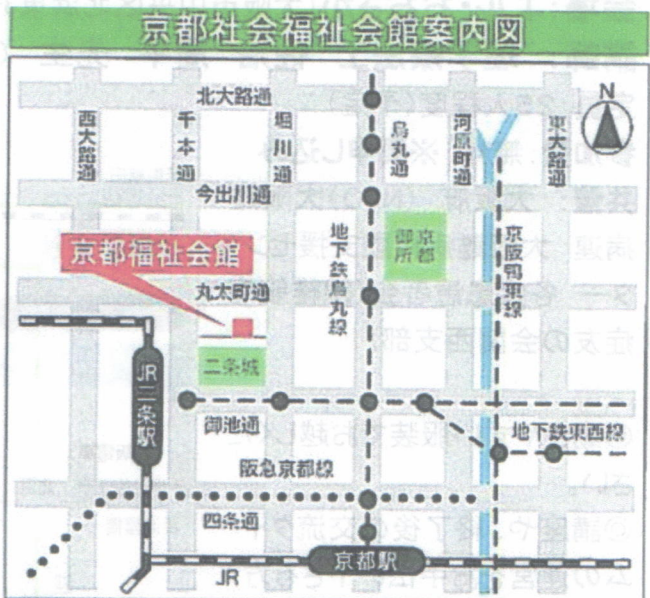 京都社会福祉会館案内図
N
北大路通
西大路通
千本通
堀川通
烏丸通
河原町通
東大路通
今出川通
京都福祉会館
地下鉄烏丸線
京都御所
京阪鴨東線
丸太町通
二条城
JR二条駅
御池通
地下鉄東西線
阪急京都線
四条通
京都駅
JR